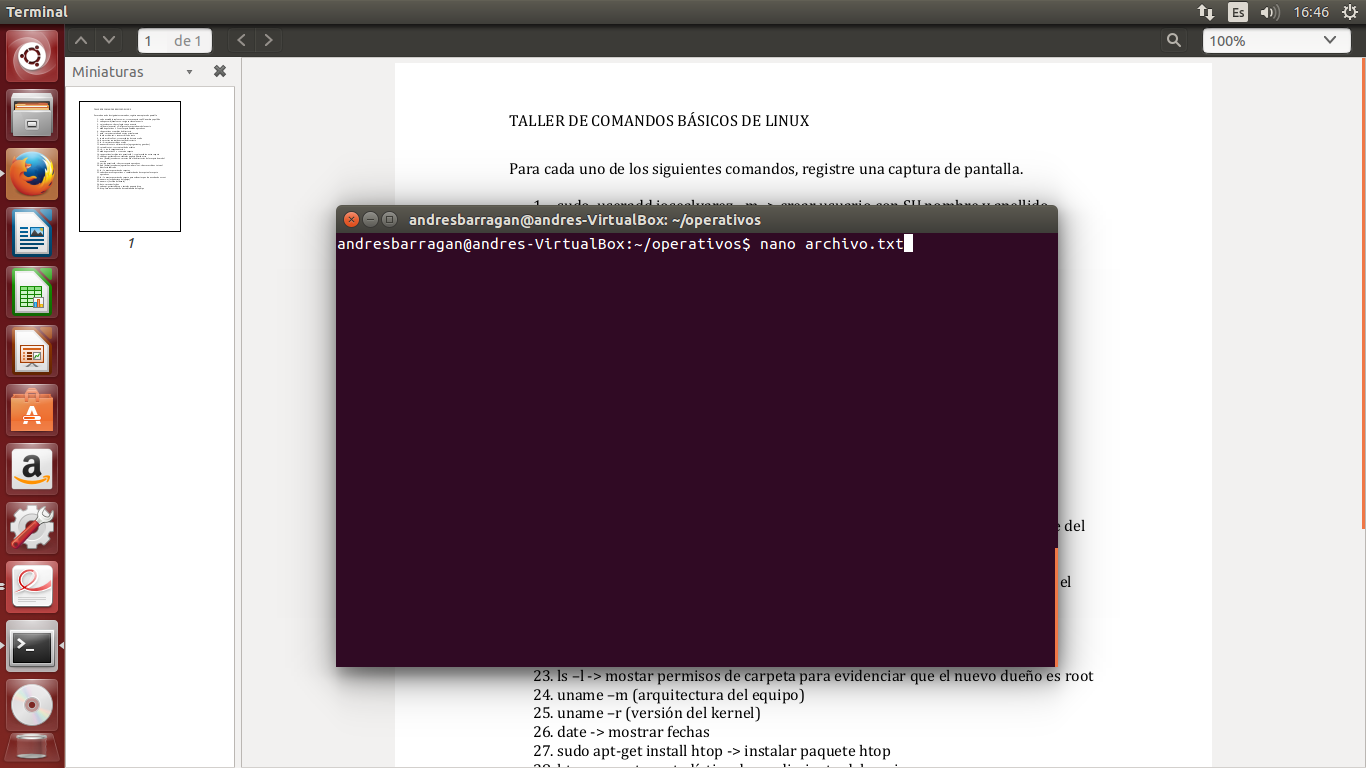 Terminal
Es
16:46
1 de 1
100%
Miniaturas
1
TALLER DE COMANDOS BÁSICOS DE LINUX
Para cada uno de los siguientes comandos, registre una captura de pantalla.
andresbarragan@andres-VirtualBox: ~/operativos
andresbarragan@andres-VirtualBox:~/operativos$ nano archivo.txt
del
el
23. ls –l -> mostar permisos de carpeta para evidenciar que el nuevo dueño es root
24. uname –m (arquitectura del equipo)
25. uname –r (versión del kernel)
26. date -> mostrar fechas
27. sudo apt-get install htop -> instalar paquete htop